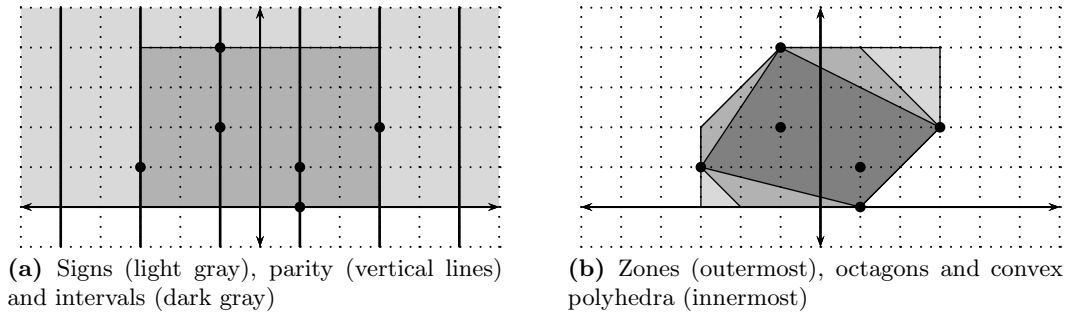 (a) Signs (light gray), parity (vertical lines)
and intervals (dark gray)
(b) Zones (outermost), octagons and convex
polyhedra (innermost)